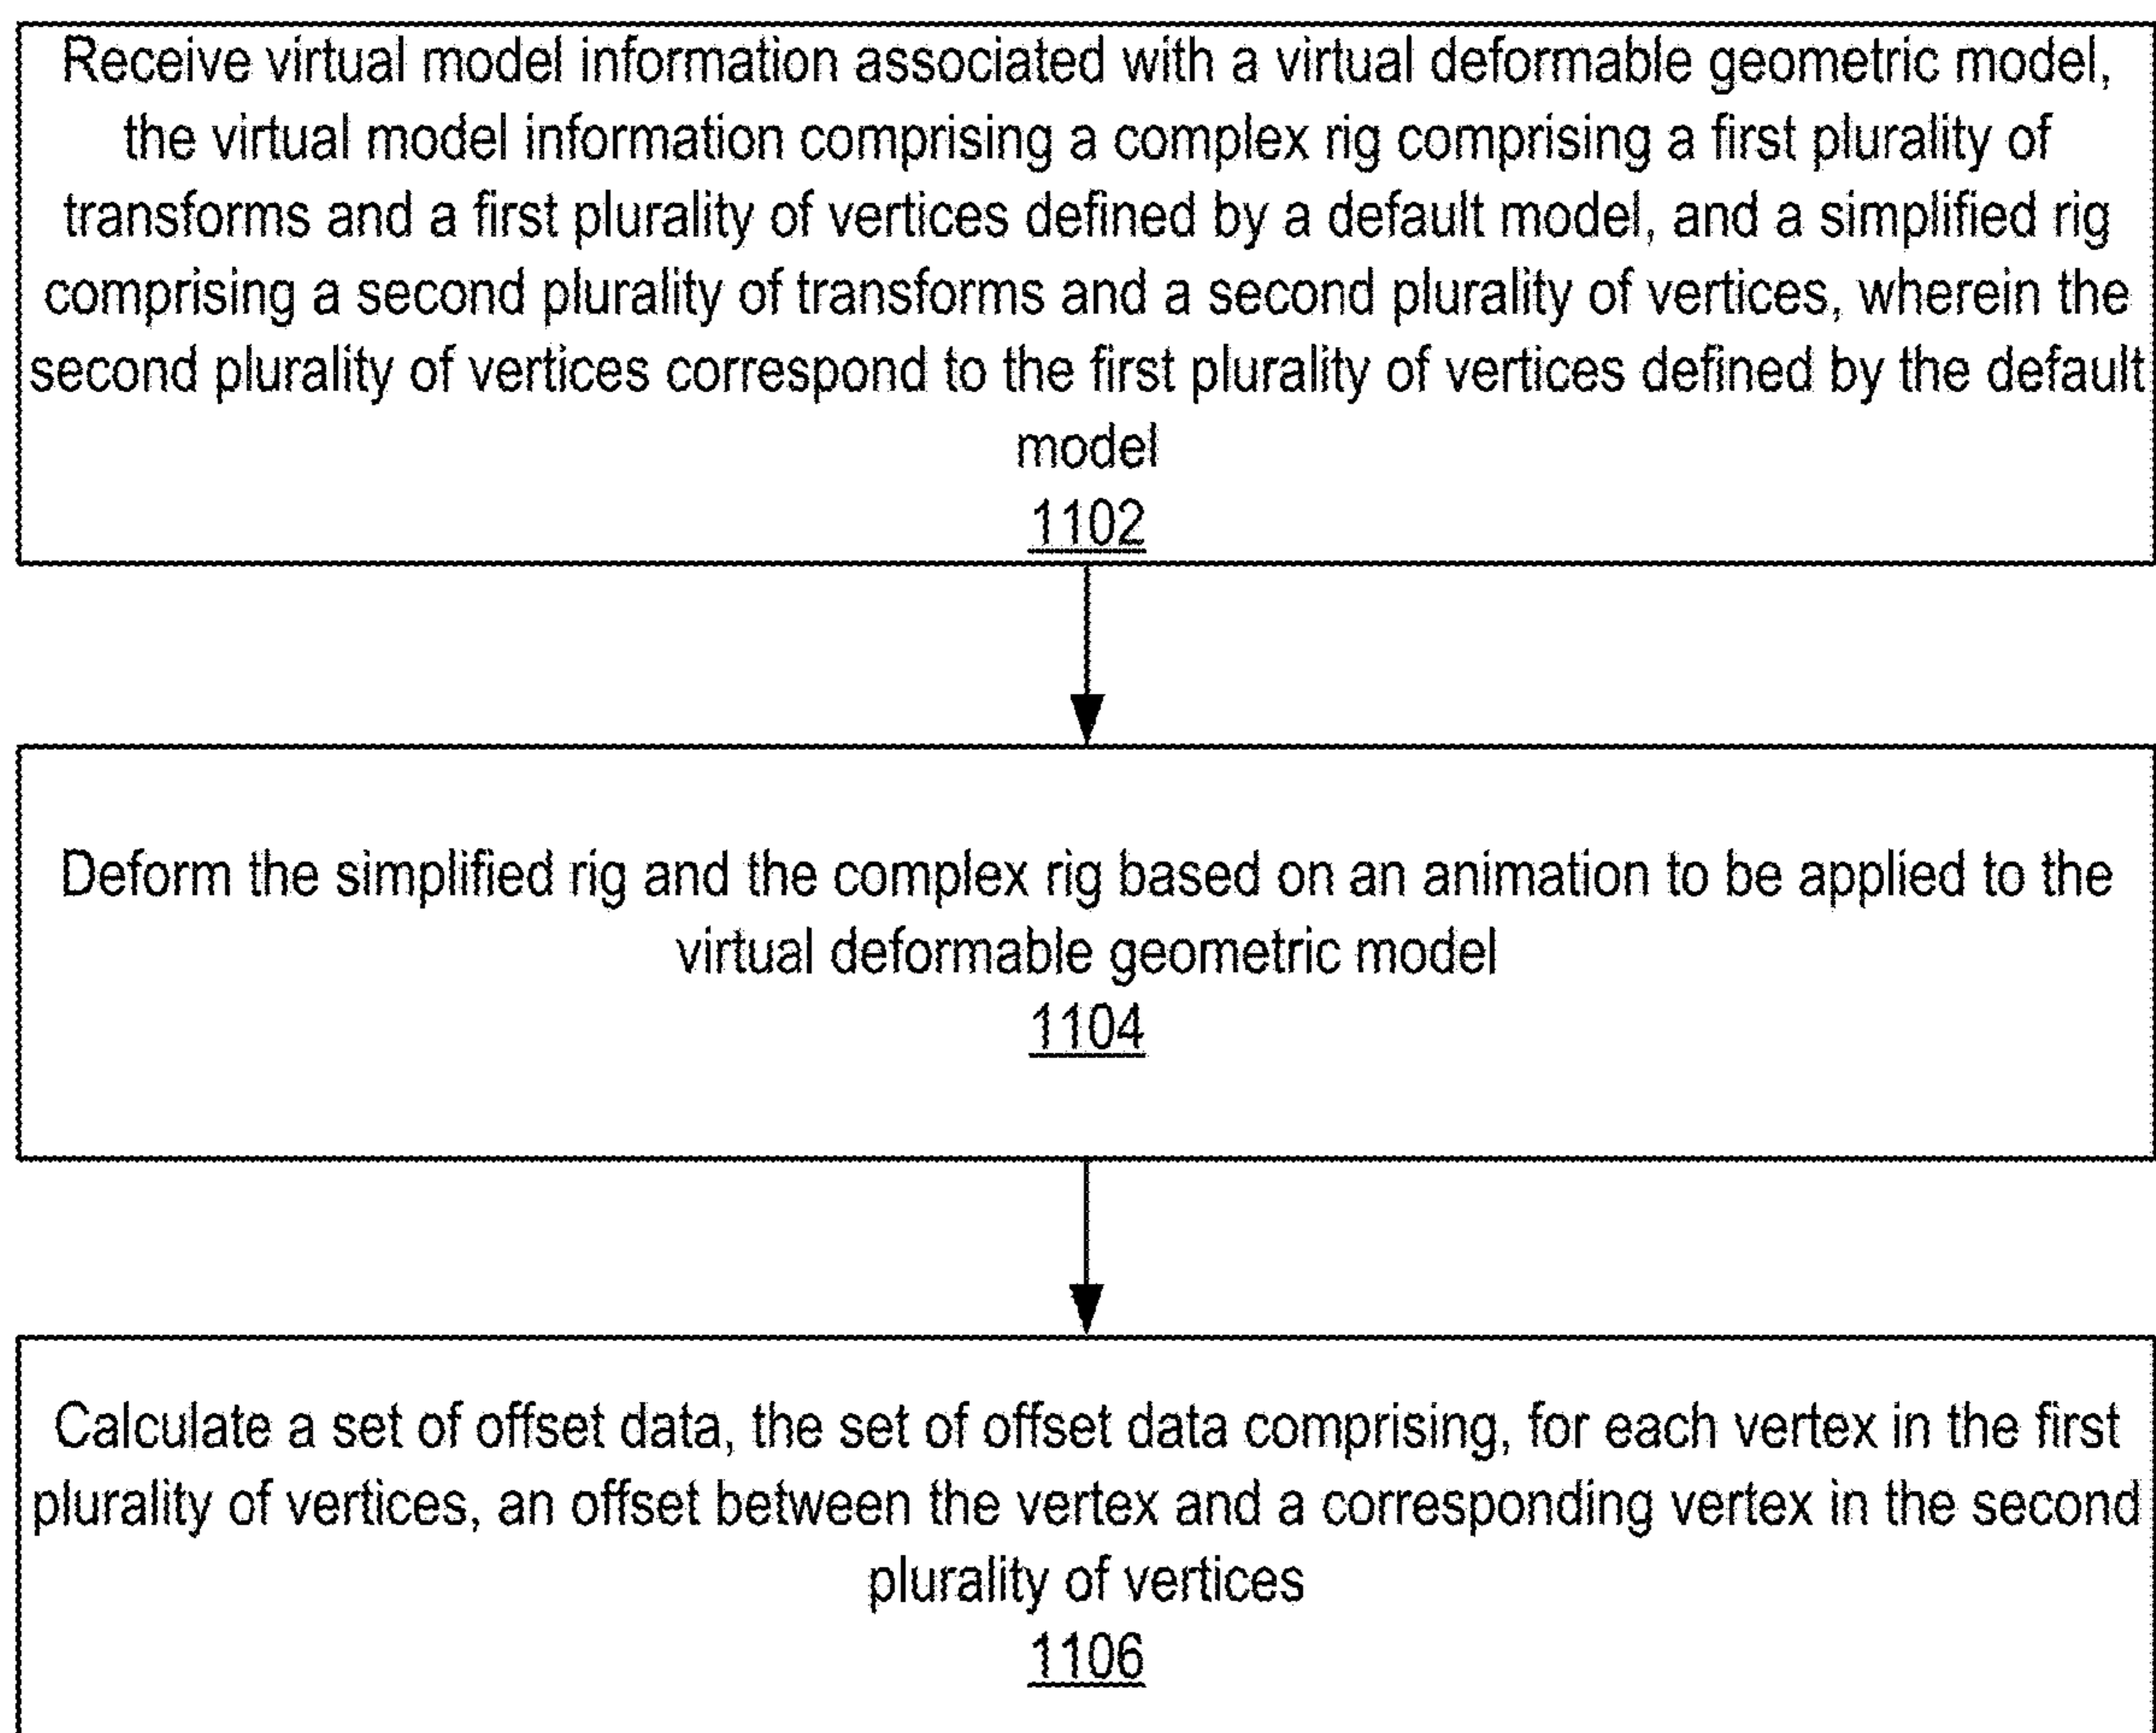 Receive virtual model information associated with a virtual deformable geometric model,
the virtual model information comprising a complex rig comprising a first plurality of
transforms and a first plurality of vertices defined by a default model, and a simplified rig
comprising a second plurality of transforms and a second plurality of vertices, wherein the
second plurality of vertices correspond to the first plurality of vertices defined by the default
model
1102
Deform the simplified rig and the complex rig based on an animation to be applied to the
virtual deformable geometric model
1104
Calculate a set of offset data, the set of offset data comprising, for each vertex in the first
plurality of vertices, an offset between the vertex and a corresponding vertex in the second
plurality of vertices
1106